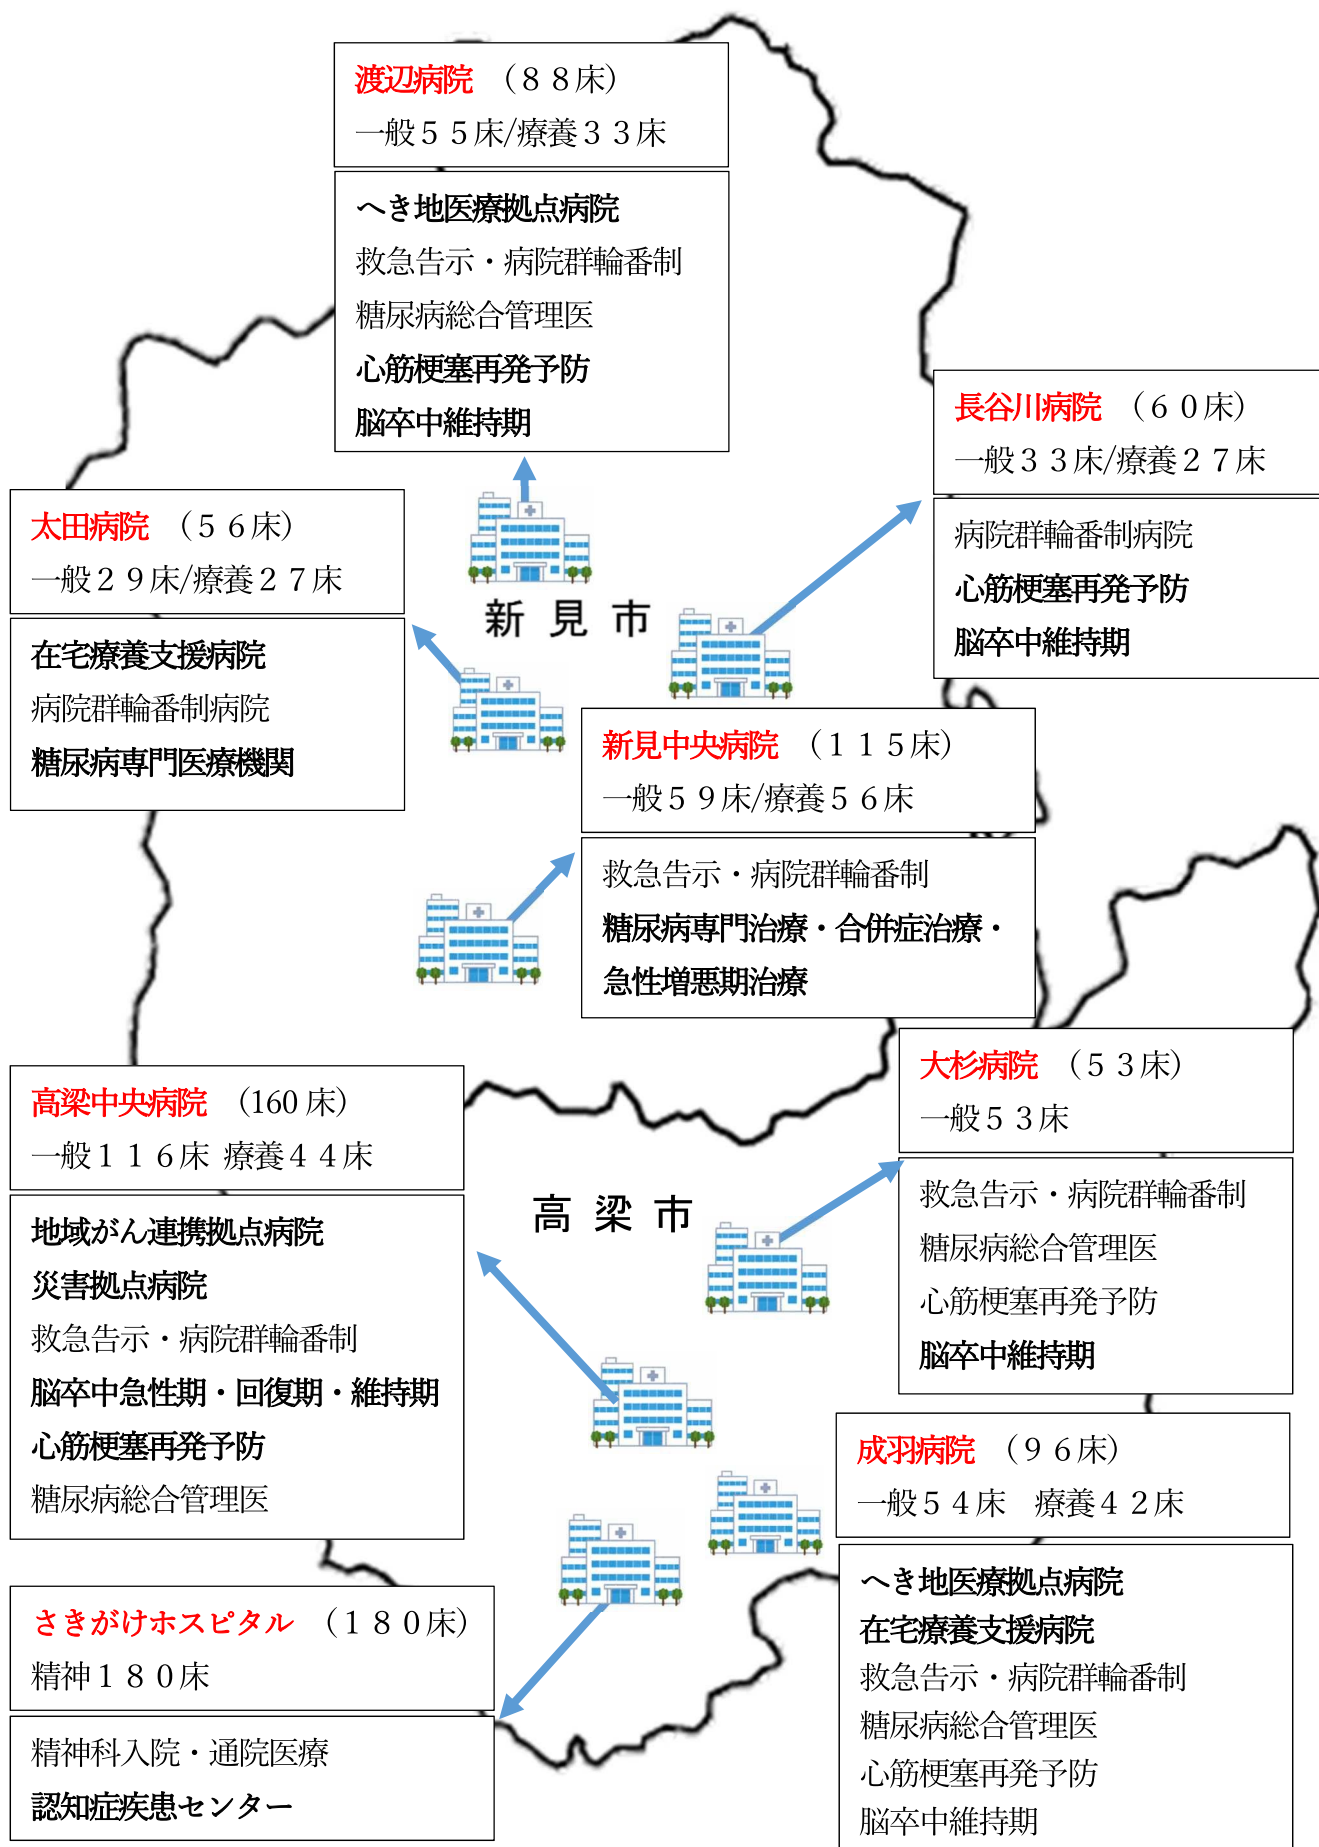 渡辺病院 （８８床）
一般５５床/療養３３床
へき地医療拠点病院
救急告示・病院群輪番制
糖尿病総合管理医
心筋梗塞再発予防
脳卒中維持期
長谷川病院 （６０床）
一般３３床/療養２７床
病院群輪番制病院
心筋梗塞再発予防
脳卒中維持期
太田病院 （５６床）
一般２９床/療養２７床
在宅療養支援病院
病院群輪番制病院
糖尿病専門医療機関
新見市
新見中央病院 （１１５床）
一般５９床/療養５６床
救急告示・病院群輪番制
糖尿病専門治療・合併症治療・
急性増悪期治療
高梁中央病院 （160 床）
一般１１６床 療養４４床
地域がん連携拠点病院
災害拠点病院
救急告示・病院群輪番制
脳卒中急性期・回復期・維持期
心筋梗塞再発予防
糖尿病総合管理医
高梁市
大杉病院 （５３床）
一般５３床
救急告示・病院群輪番制
糖尿病総合管理医
心筋梗塞再発予防
脳卒中維持期
成羽病院 （９６床）
一般５４床　療養４２床
へき地医療拠点病院
在宅療養支援病院
救急告示・病院群輪番制
糖尿病総合管理医
心筋梗塞再発予防
脳卒中維持期
さきがけホスピタル （１８０床）
精神１８０床
精神科入院・通院医療
認知症疾患センター